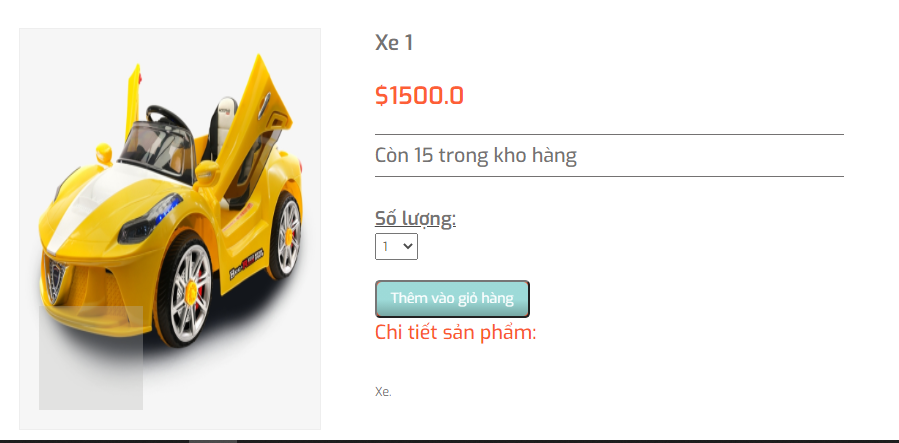 Xe 1
$1500.0
Còn 15 trong kho hàng
Số lượng:
1
Thêm vào giỏ hàng
Chi tiết sản phẩm:
Xe.